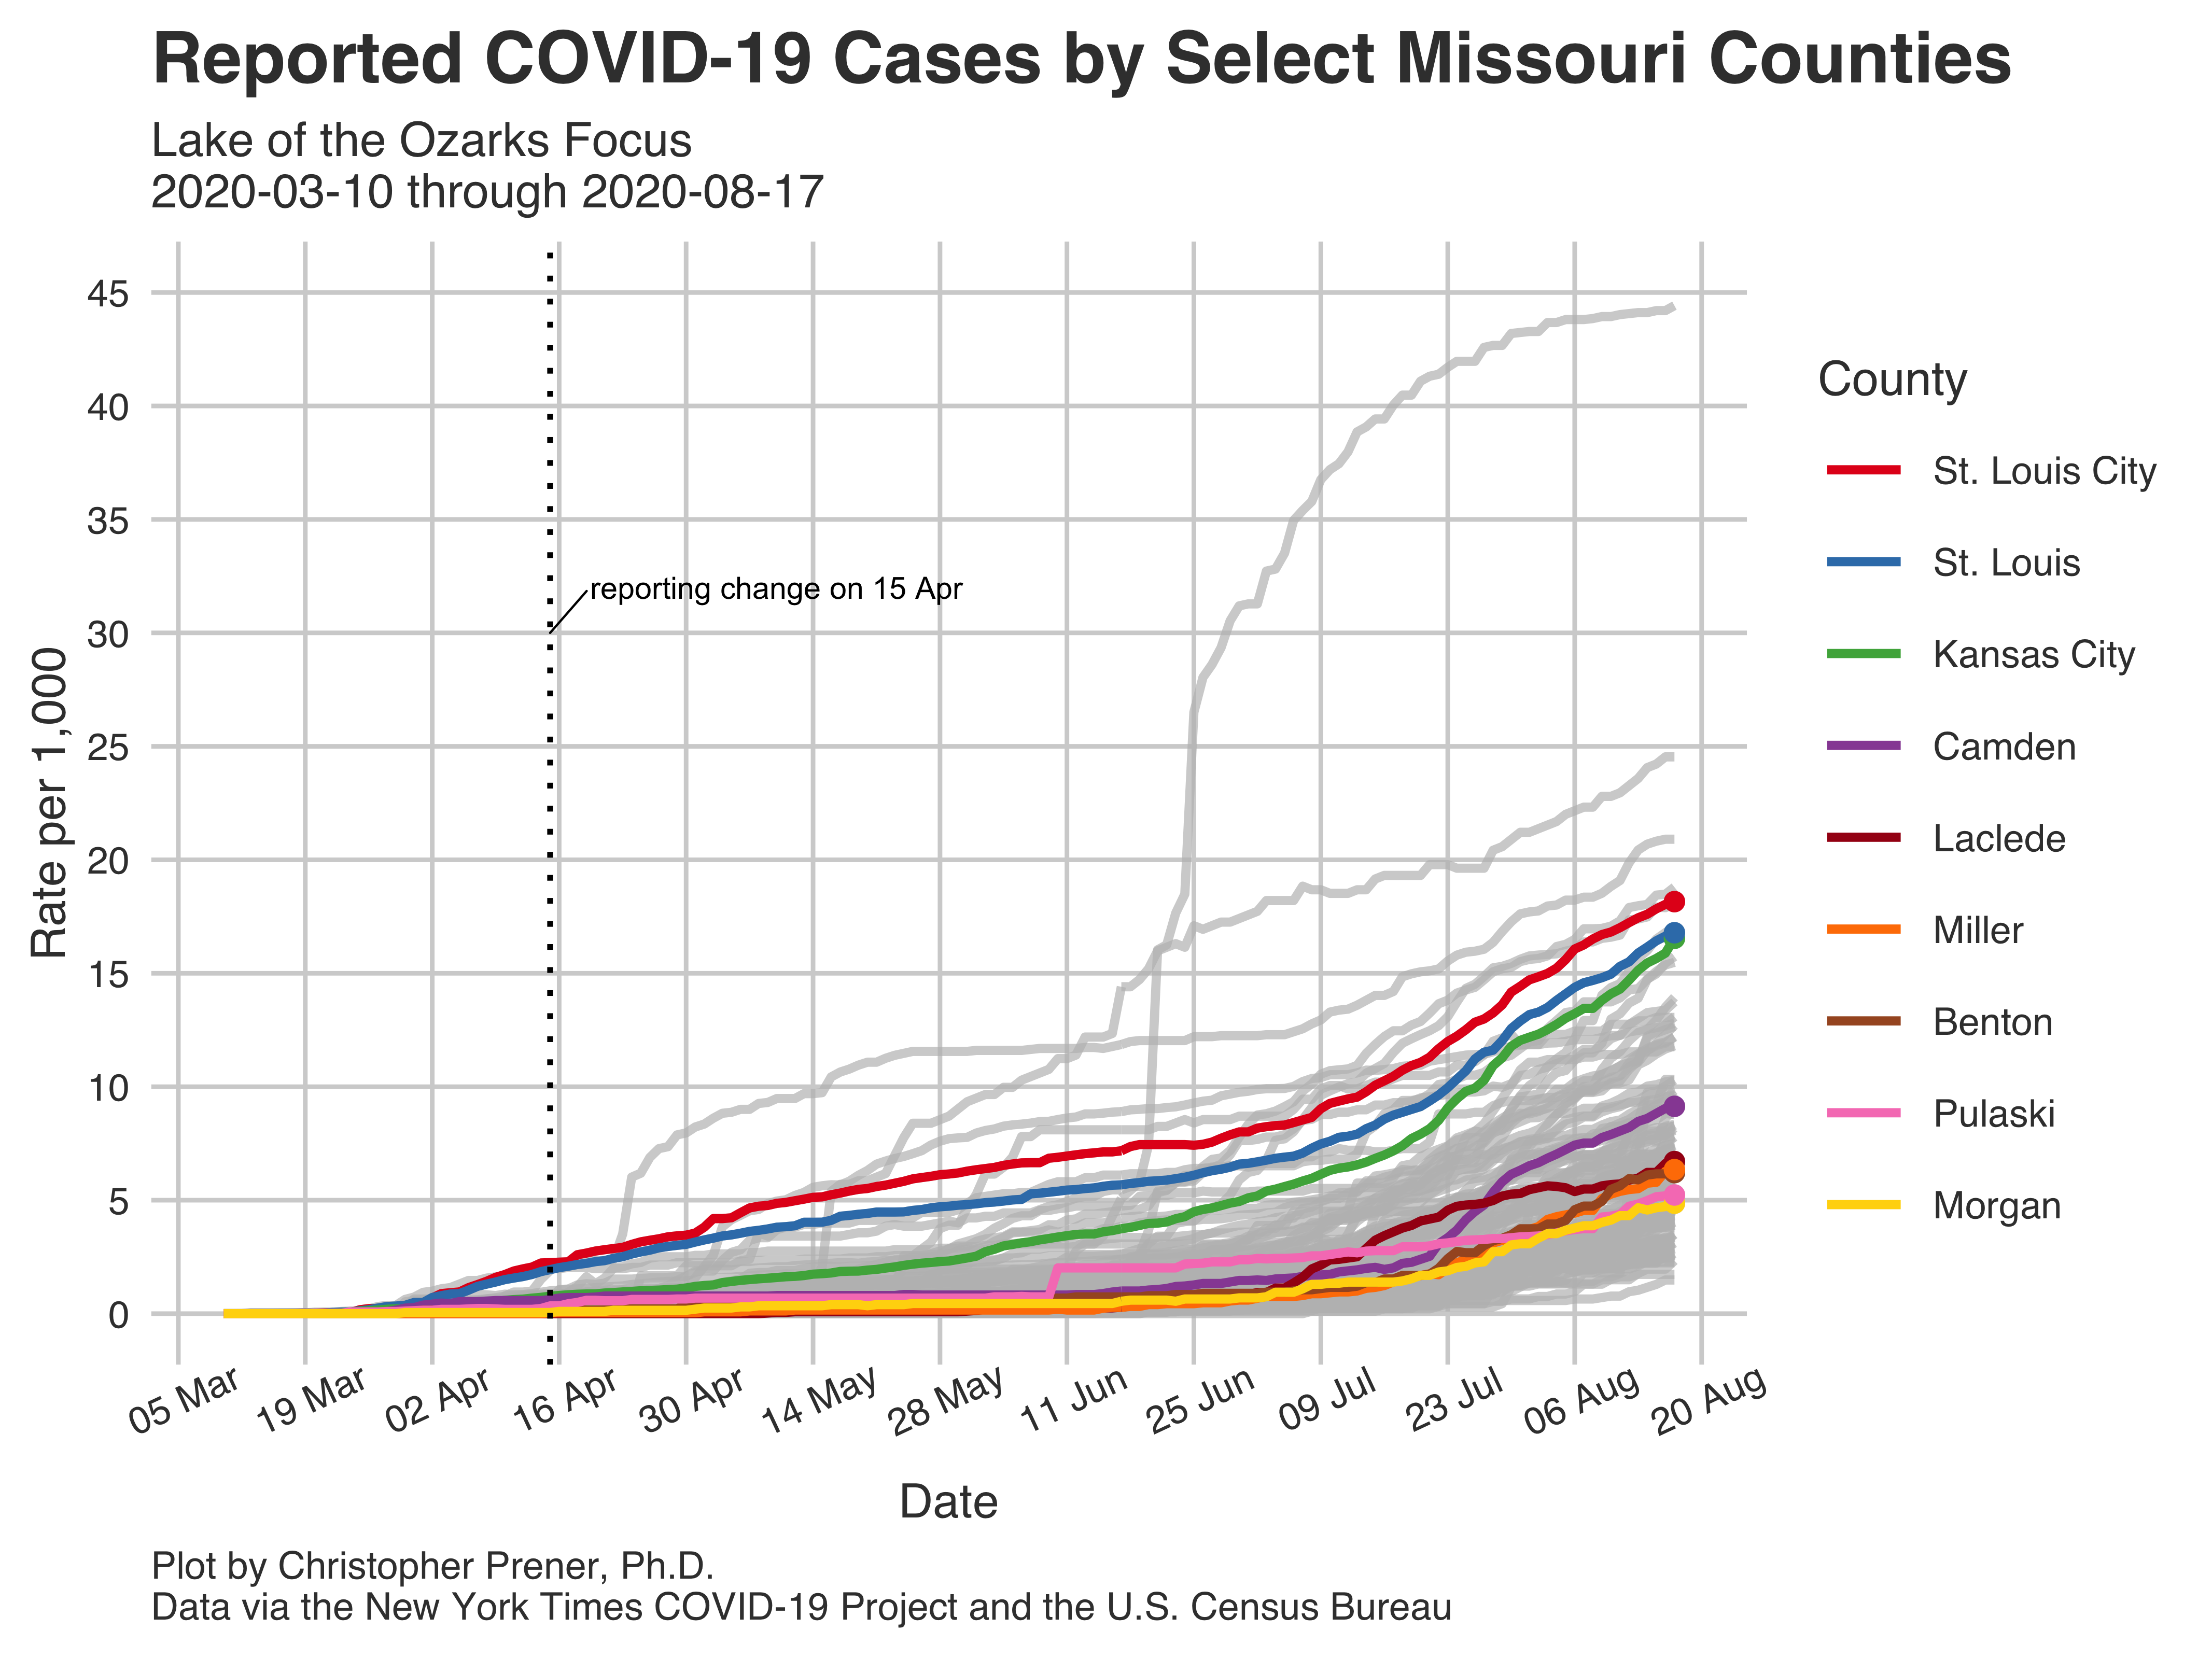 Reported COVID-19 Cases by Select Missouri Counties
Lake of the Ozarks Focus
2020-03-10 through 2020-08-17
45
40
35
30
25
20
15
10
5
0
Rate per 1,000
reporting change on 15 Apr
05 Mar
19 Mar
02 Apr
16 Apr
30 Apr
14 May
28 May
11 Jun
25 Jun
09 Jul
23 Jul
06 Aug
20 Aug
Date
County
St. Louis City
St. Louis
Kansas City
Camden
Laclede
Miller
Benton
Pulaski
Morgan
Plot by Christopher Prener, Ph.D.
Data via the New York Times COVID-19 Project and the U.S. Census Bureau